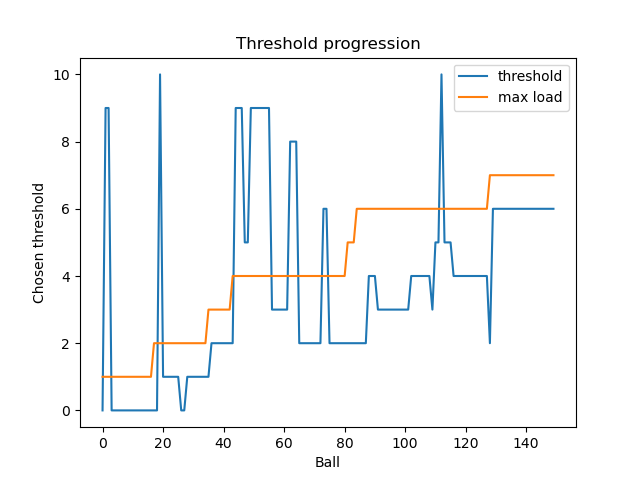 Threshold progression
threshold
max load
Chosen threshold
10
8
6
4
2
0
0 20 40 60 80 100 120 140
Ball